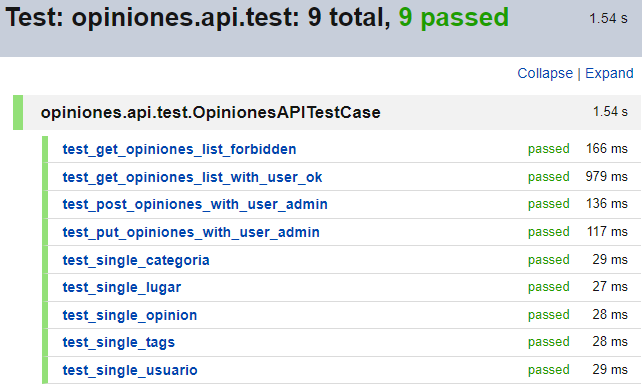 Test: opiniones.api.test: 9 total, 9 passed 1.54 s
Collapse | Expand
opiniones.api.test.OpinionesAPITestCase 1.54 s
test_get_opiniones_list_forbidden passed 166 ms
test_get_opiniones_list_with_user_ok passed 979 ms
test_post_opiniones_with_user_admin passed 136 ms
test_put_opiniones_with_user_admin passed 117 ms
test_single_categoria passed 29 ms
test_single_lugar passed 27 ms
test_single_opinion passed 28 ms
test_single_tags passed 28 ms
test_single_usuario passed 29 ms